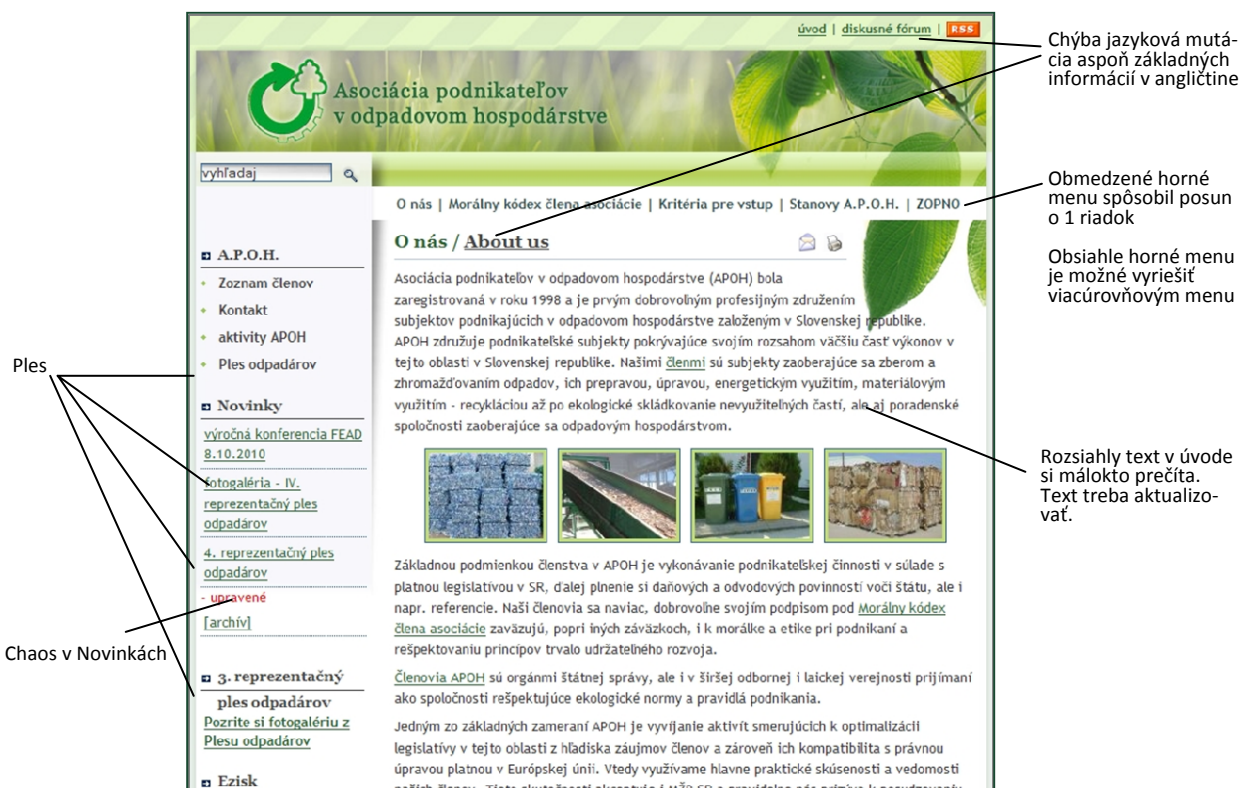 úvod | diskusné fórum | RSS
Asociácia podnikateľov
v odpadovom hospodárstve
vyhľadaj
O nás | Morálny kódex člena asociácie | Kritéria pre vstup | Stanovy A.P.O.H. | ZOPNO
A.P.O.H.
Zoznam členov
Kontakt
aktivity APOH
Ples odpadárov
Novinky
výročná konferencia FEAD
8.10.2010
fotogaléria - IV.
reprezentačný ples
odpadárov
4. reprezentačný ples
odpadárov
- upravené
[archív]
3. reprezentačný
ples odpadárov
Pozrite si fotogalériu z
Plesu odpadárov
Ezisk
O nás / About us
Asociácia podnikateľov v odpadovom hospodárstve (APOH) bola
zaregistrovaná v roku 1998 a je prvým dobrovoľným profesijným združením
subjektov podnikajúcich v odpadovom hospodárstve založeným v Slovenskej republike.
APOH združuje podnikateľské subjekty pokrývajúce svojím rozsahom väčšiu časť výkonov v
tejto oblasti v Slovenskej republike. Našimi členmi sú subjekty zaoberajúce sa zberom a
zhromažďovaním odpadov, ich prepravou, úpravou, energetickým využitím, materiálovým
využitím - recykláciou až po ekologické skládkovanie nevyužiteľných častí, ale aj poradenské
spoločnosti zaoberajúce sa odpadovým hospodárstvom.
Základnou podmienkou členstva v APOH je vykonávanie podnikateľskej činnosti v súlade s
platnou legislatívou v SR, ďalej plnenie si daňových a odvodových povinností voči štátu, ale i
napr. referencie. Naši členovia sa naviac, dobrovoľne svojím podpisom pod Morálny kódex
člena asociácie zaväzujú, popri iných záväzkoch, i k morálke a etike pri podnikaní a
rešpektovaniu princípov trvalo udržateľného rozvoja.
Členovia APOH sú orgánmi štátnej správy, ale i v širšej odbornej i laickej verejnosti prijímaní
ako spoločnosti rešpektujúce ekologické normy a pravidlá podnikania.
Jedným zo základných zameraní APOH je vyvíjanie aktivít smerujúcich k optimalizácii
legislatívy v tejto oblasti z hľadiska záujmov členov a zároveň ich kompatibilita s právnou
úpravou platnou v Európskej únii. Vtedy využívame hlavne praktické skúsenosti a vedomosti
Chýba jazyková mutá-
cia aspoň základných
informácií v angličtine
Obmedzené horné
menu spôsobil posun
o 1 riadok
Obsiahle horné menu
je možné vyriešiť
viacúrovňovým menu
Rozsiahly text v úvode
si málokto prečíta.
Text treba aktualizo-
vať.
Ples
Chaos v Novinkách